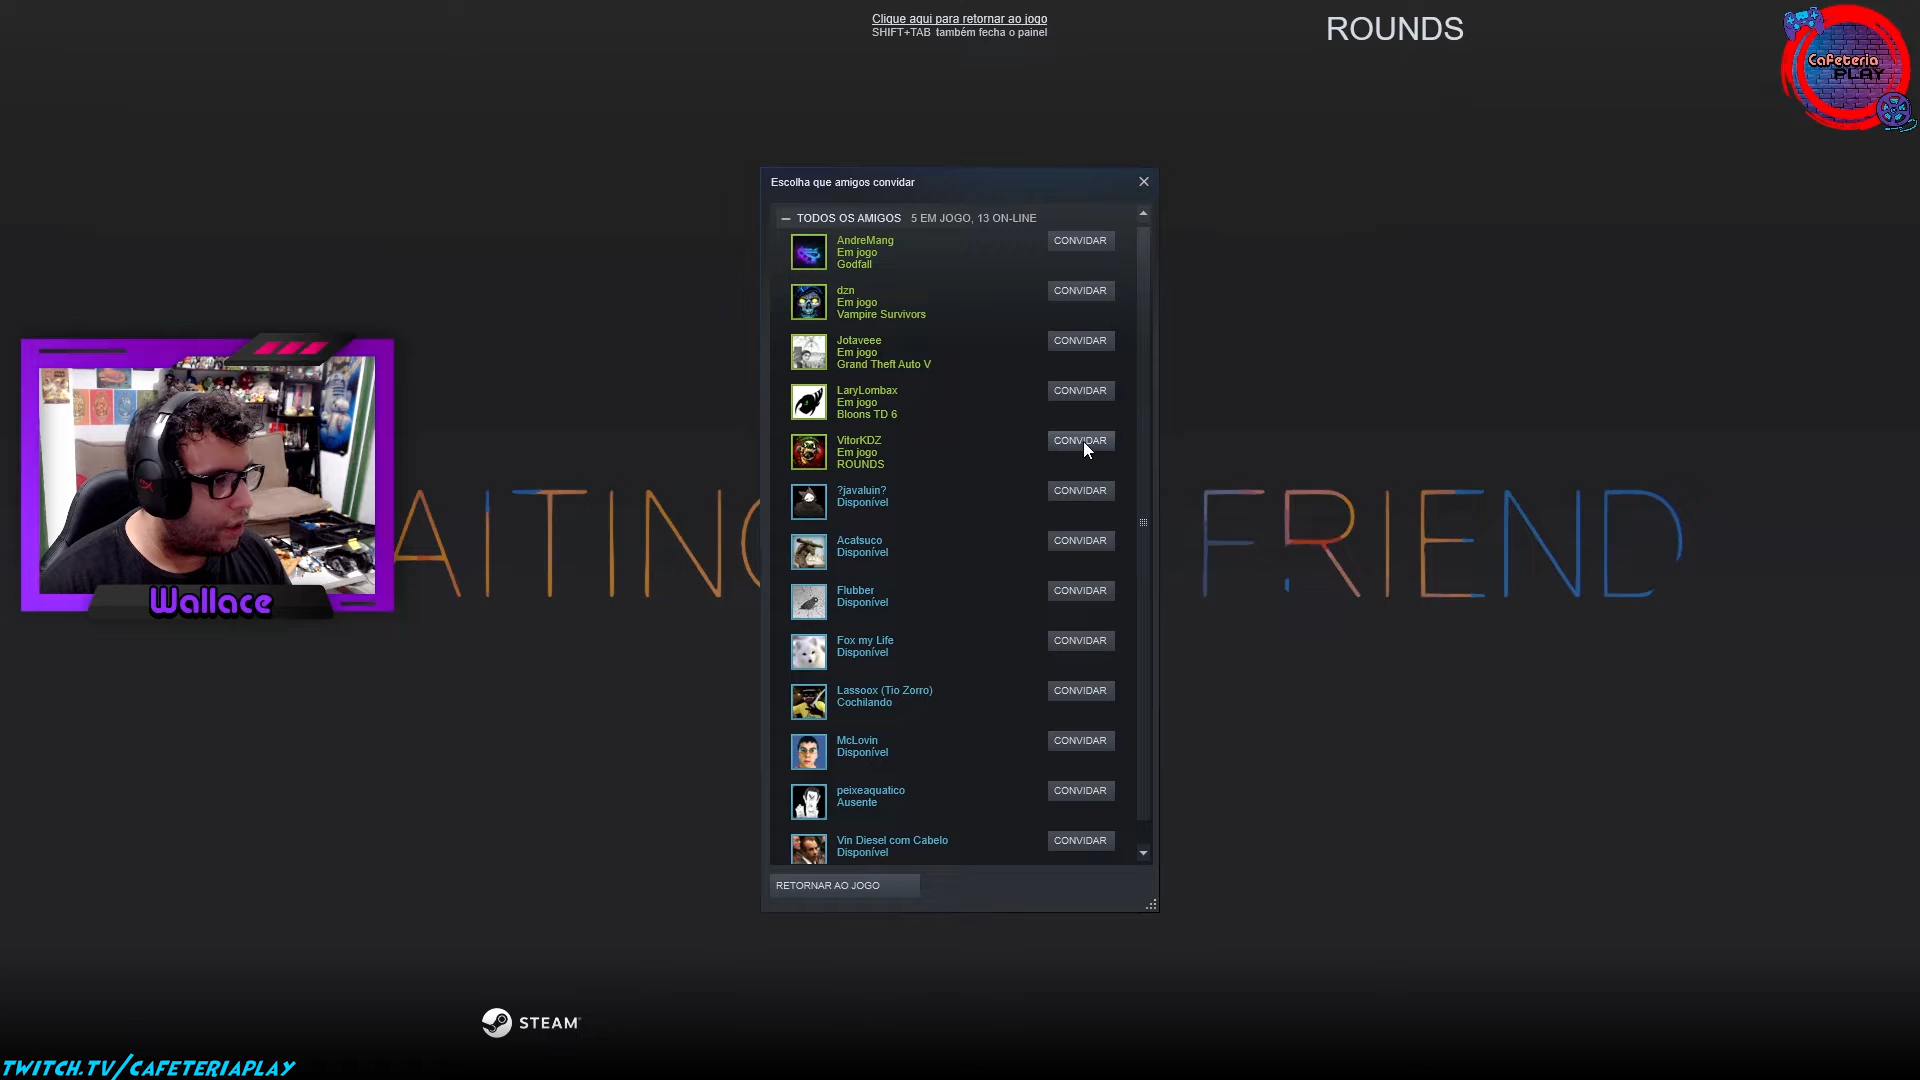 Clique aqui para retornar ao jogo
SHIFT+TAB também fecha o painel
ROUNDS
Cafeteria
PLAY
Escolha que amigos convidar
TODOS OS AMIGOS 5 EM JOGO, 13 ON-LINE
AndreMang
Em jogo
Godfall
CONVIDAR
dzn
Em jogo
Vampire Survivors
CONVIDAR
Jotaveee
Em jogo
Grand Theft Auto V
CONVIDAR
LaryLombax
Em jogo
Bloons TD 6
CONVIDAR
VitorKDZ
Em jogo
ROUNDS
CONVIDAR
?javaluin?
Disponível
CONVIDAR
Acatsuco
Disponível
CONVIDAR
Flubber
Disponível
CONVIDAR
Fox my Life
Disponível
CONVIDAR
Lassoox (Tio Zorro)
Cochilando
CONVIDAR
McLovin
Disponível
CONVIDAR
peixeaquatico
Ausente
CONVIDAR
Vin Diesel com Cabelo
Disponível
CONVIDAR
RETORNAR AO JOGO
AITING FRIEND
Wallace
STEAM
TWITCH.TV/CAFETERIAPLAY